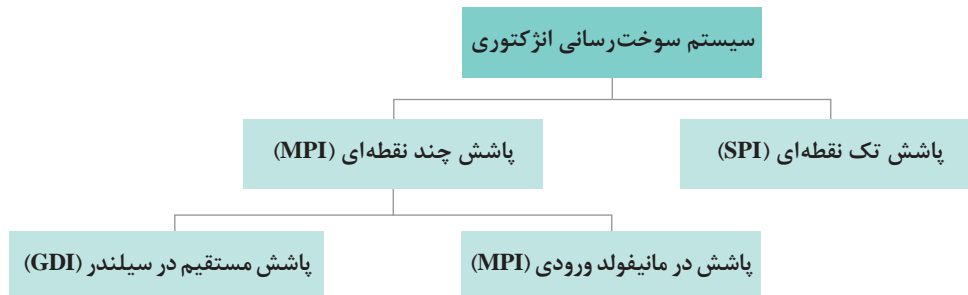 سیستم سوخت‌رسانی انژکتوری
پاشش تک نقطه‌ای (SPI)
پاشش چند نقطه‌ای (MPI)
پاشش در مانیفولد ورودی (MPI)
پاشش مستقیم در سیلندر (GDI)